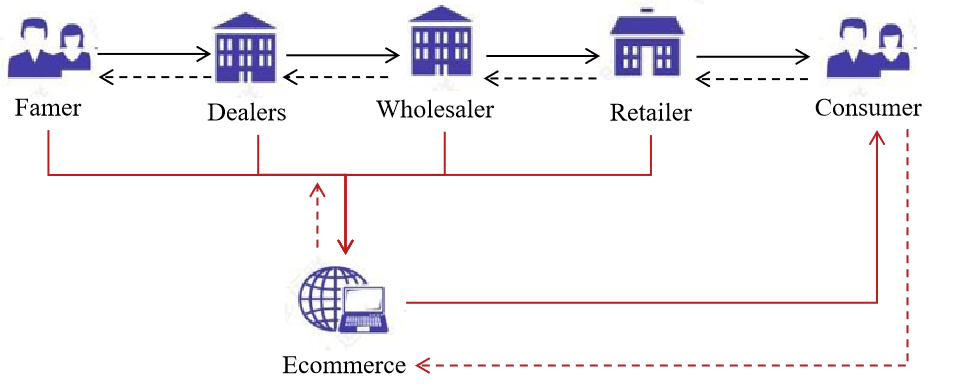 Famer
Dealers
Wholesaler
Retailer
Consumer
Ecommerce